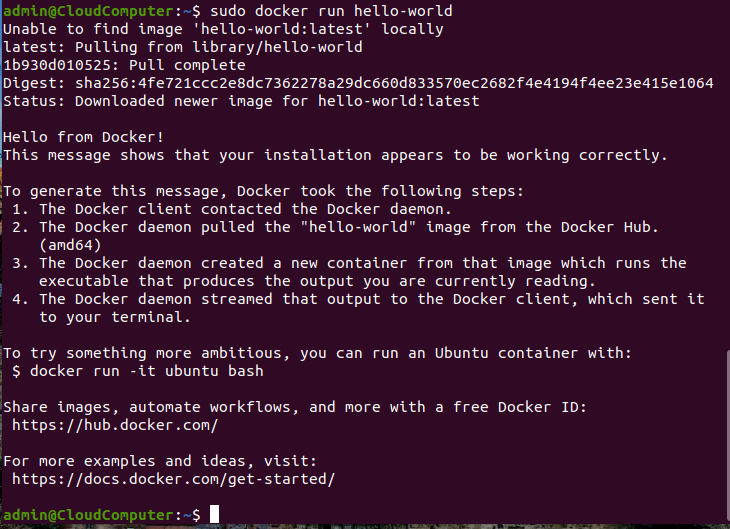 admin@CloudComputer:~$ sudo docker run hello-world
Unable to find image 'hello-world:latest' locally
latest: Pulling from library/hello-world
1b930d010525: Pull complete
Digest: sha256:4fe721ccc2e8dc7362278a29dc660d833570ec2682f4e4194f4ee23e415e1064
Status: Downloaded newer image for hello-world:latest

Hello from Docker!
This message shows that your installation appears to be working correctly.

To generate this message, Docker took the following steps:
 1. The Docker client contacted the Docker daemon.
 2. The Docker daemon pulled the "hello-world" image from the Docker Hub.
    (amd64)
 3. The Docker daemon created a new container from that image which runs the
    executable that produces the output you are currently reading.
 4. The Docker daemon streamed that output to the Docker client, which sent it
    to your terminal.

To try something more ambitious, you can run an Ubuntu container with:
 $ docker run -it ubuntu bash

Share images, automate workflows, and more with a free Docker ID:
 https://hub.docker.com/

For more examples and ideas, visit:
 https://docs.docker.com/get-started/

admin@CloudComputer:~$